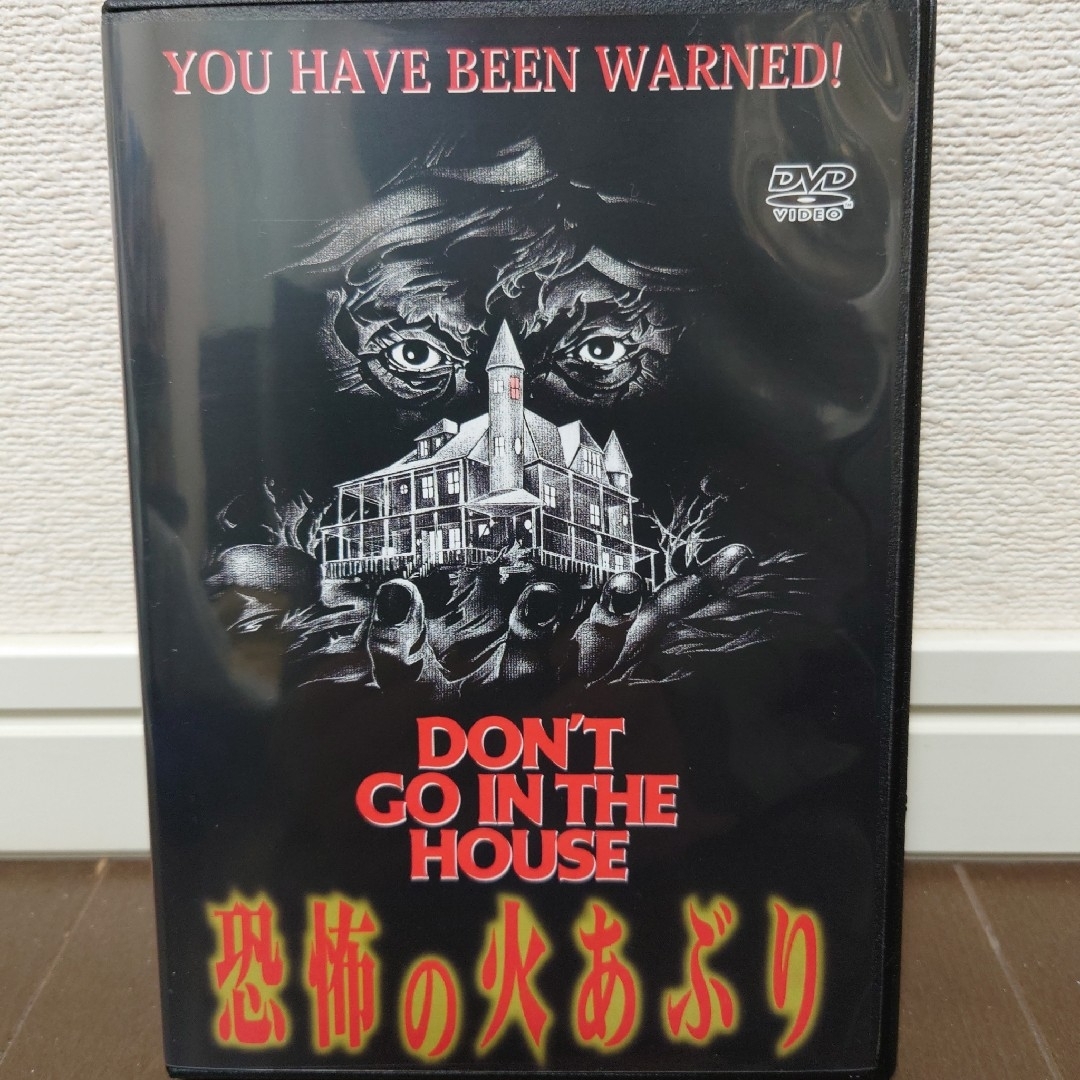 YOU HAVE BEEN WARNED!
DVD
VIDEO
DON'T
GO IN THE
HOUSE
恐怖の火あぶり